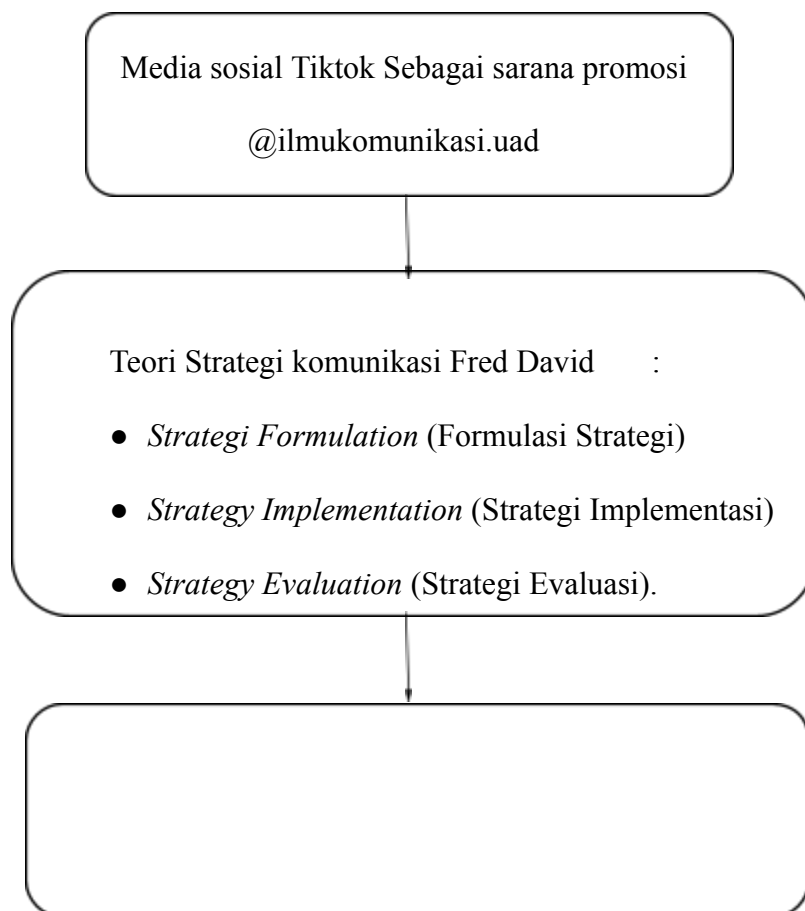 Media sosial Tiktok Sebagai sarana promosi
@ilmukomunikasi.uad
Teori Strategi komunikasi Fred David :
● Strategi Formulation (Formulasi Strategi)
● Strategy Implementation (Strategi Implementasi)
● Strategy Evaluation (Strategi Evaluasi).